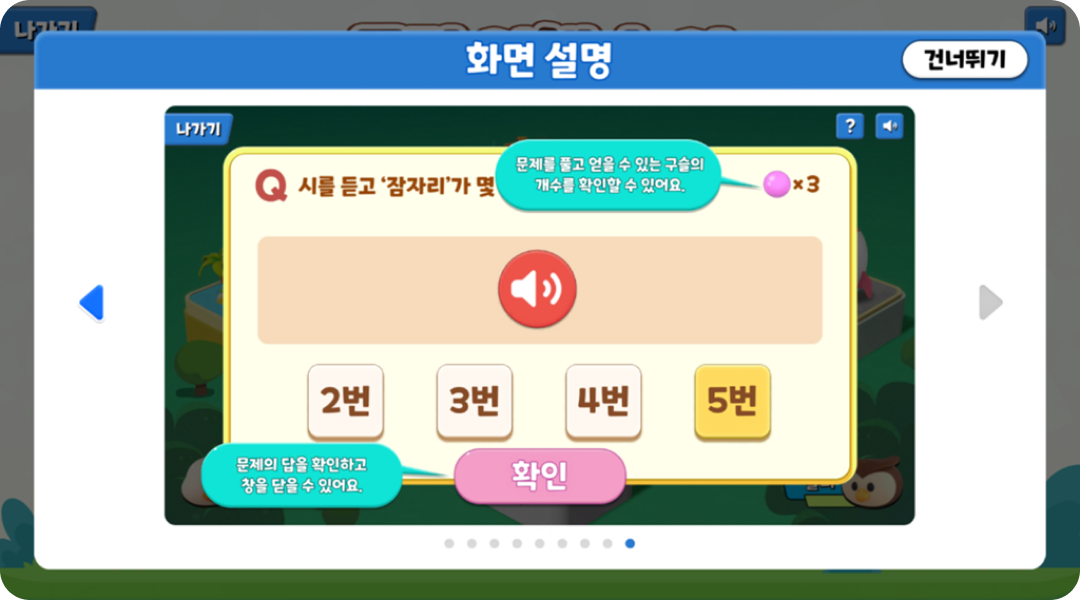 나가기
화면 설명
건너뛰기
나가기
?
문제를 풀고 얻을 수 있는 구슬의
개수를 확인할 수 있어요.
Q 시를 듣고 ‘잠자리’가 몇
×3
2번
3번
4번
5번
문제의 답을 확인하고
창을 닫을 수 있어요.
확인